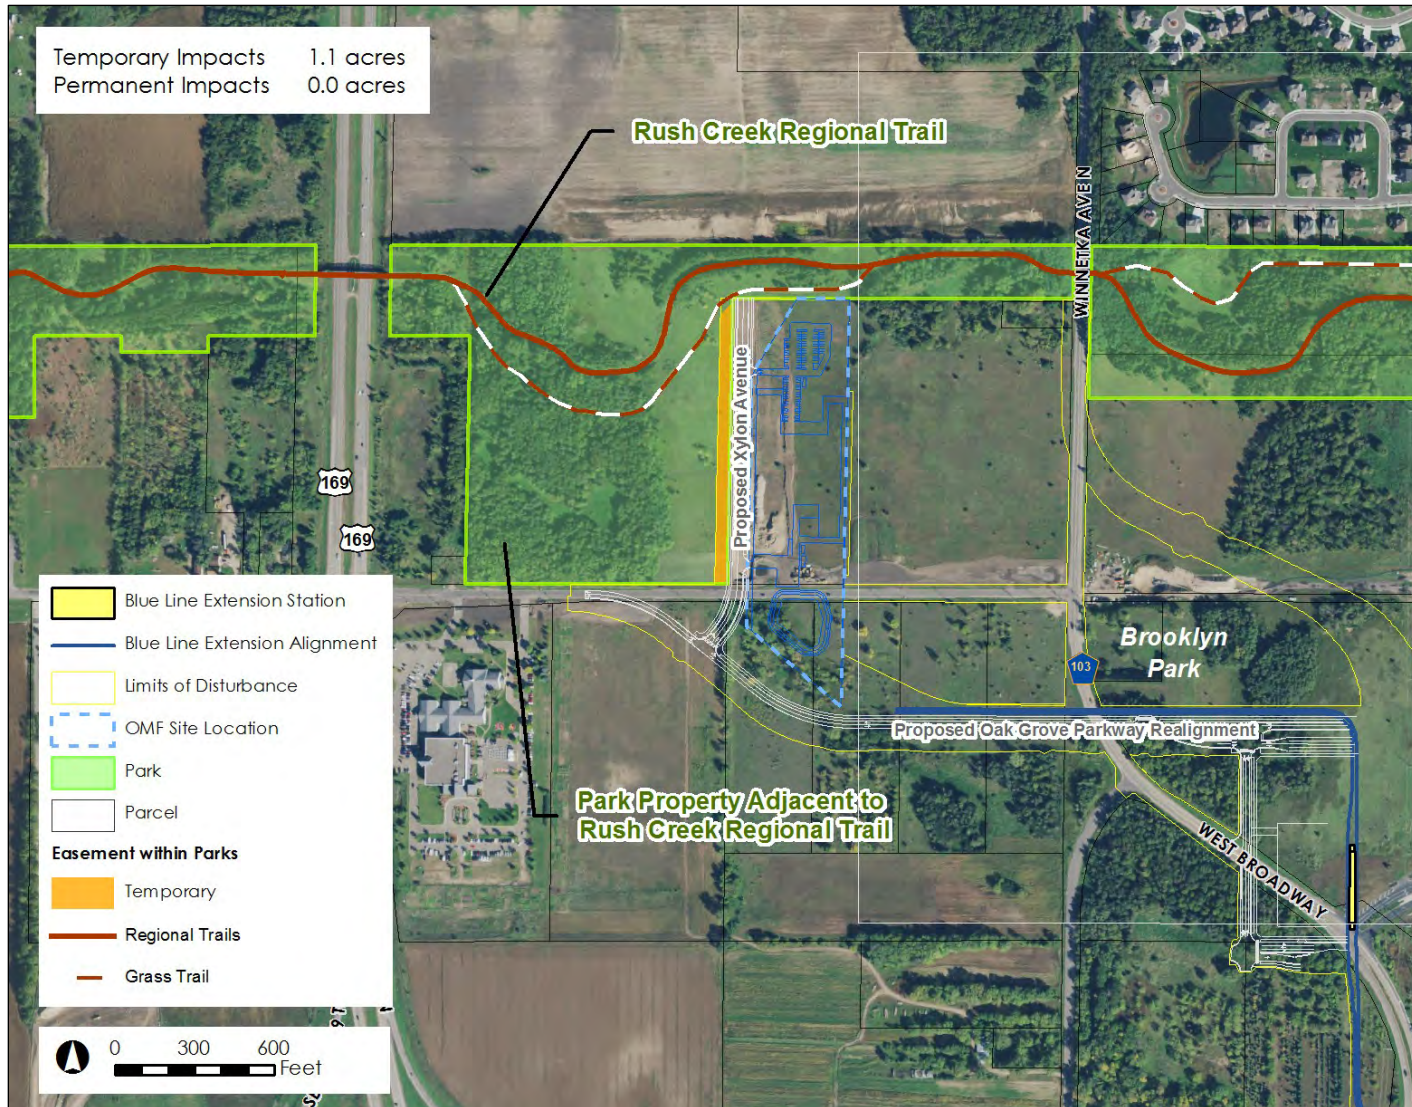 Temporary Impacts 1.1 acres
Permanent Impacts 0.0 acres
Rush Creek Regional Trail
WINNETKA AVE N
Proposed Xylon Avenue
169
169
Brooklyn
Park
103
Proposed Oak Grove Parkway Realignment
WEST BROADWAY
Park Property Adjacent to
Rush Creek Regional Trail
Blue Line Extension Station
Blue Line Extension Alignment
Limits of Disturbance
OMF Site Location
Park
Parcel
Easement within Parks
Temporary
Regional Trails
Grass Trail
0 300 600
Feet